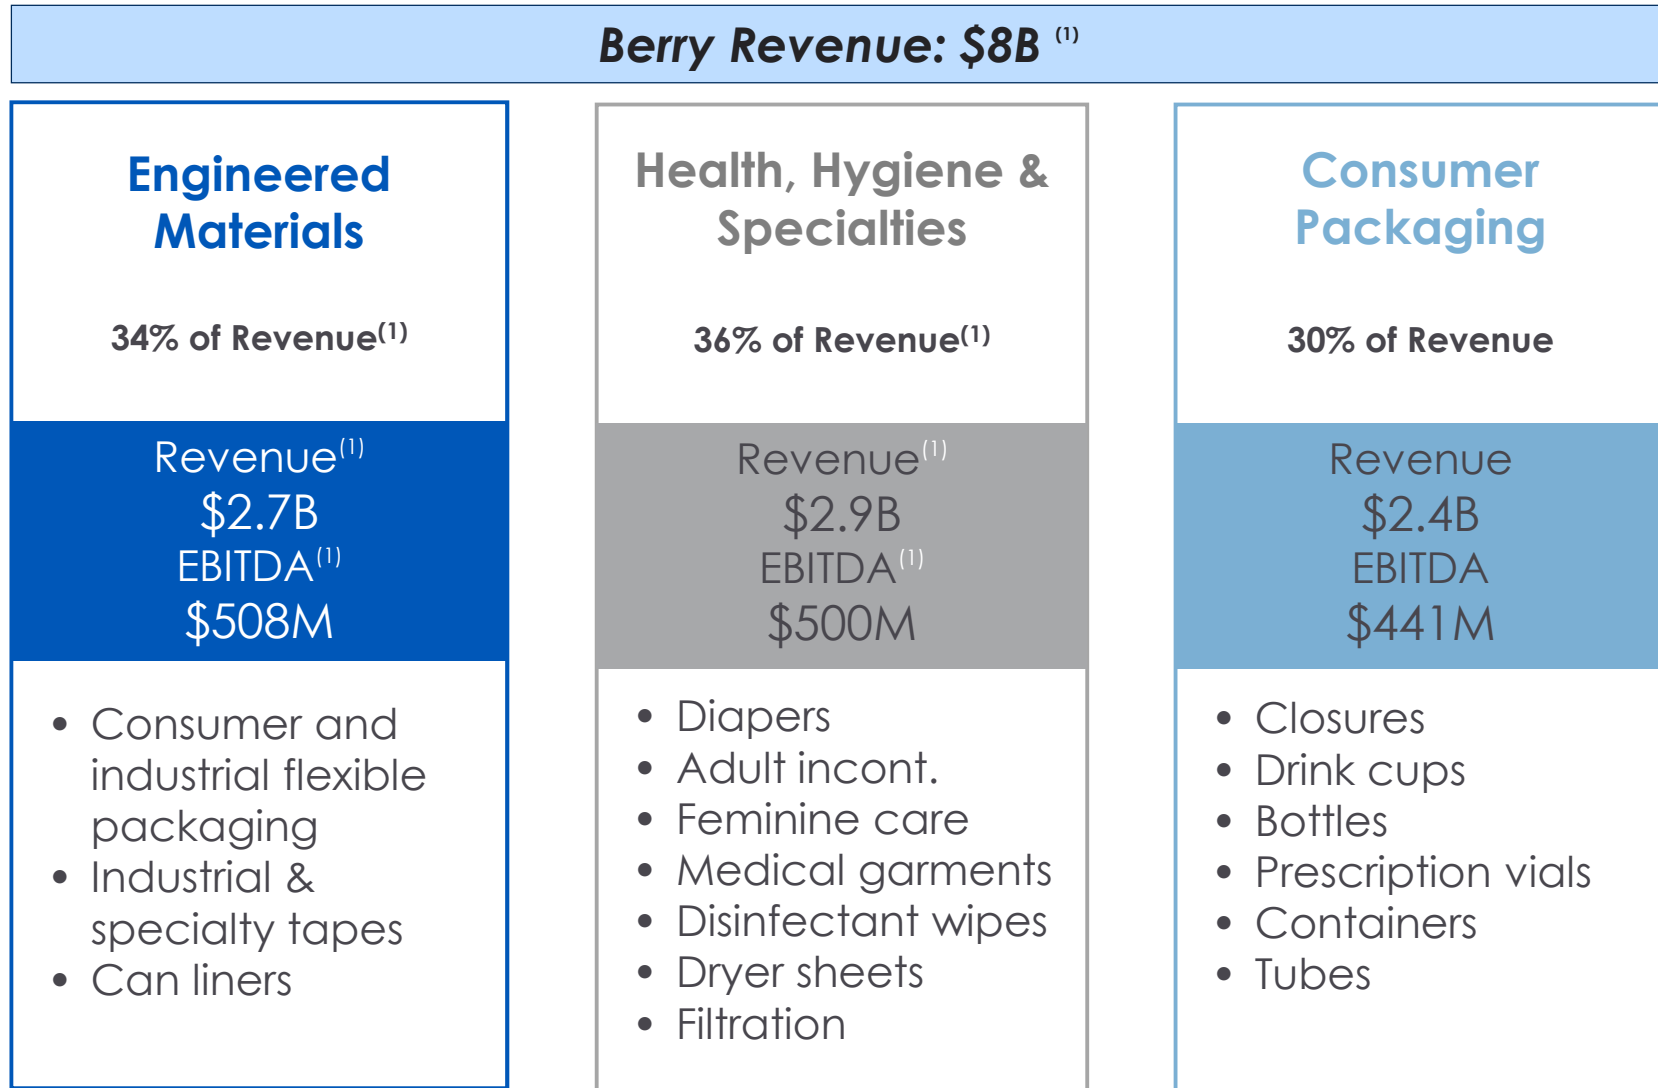 Berry Revenue: $8B (1)
Engineered
Materials
34% of Revenue(1)
Revenue(1)
$2.7B
EBITDA(1)
$508M
• Consumer and
industrial flexible
packaging
• Industrial &
specialty tapes
• Can liners
Health, Hygiene &
Specialties
36% of Revenue(1)
Revenue(1)
$2.9B
EBITDA(1)
$500M
• Diapers
• Adult incont.
• Feminine care
• Medical garments
• Disinfectant wipes
• Dryer sheets
• Filtration
Consumer
Packaging
30% of Revenue
Revenue
$2.4B
EBITDA
$441M
• Closures
• Drink cups
• Bottles
• Prescription vials
• Containers
• Tubes